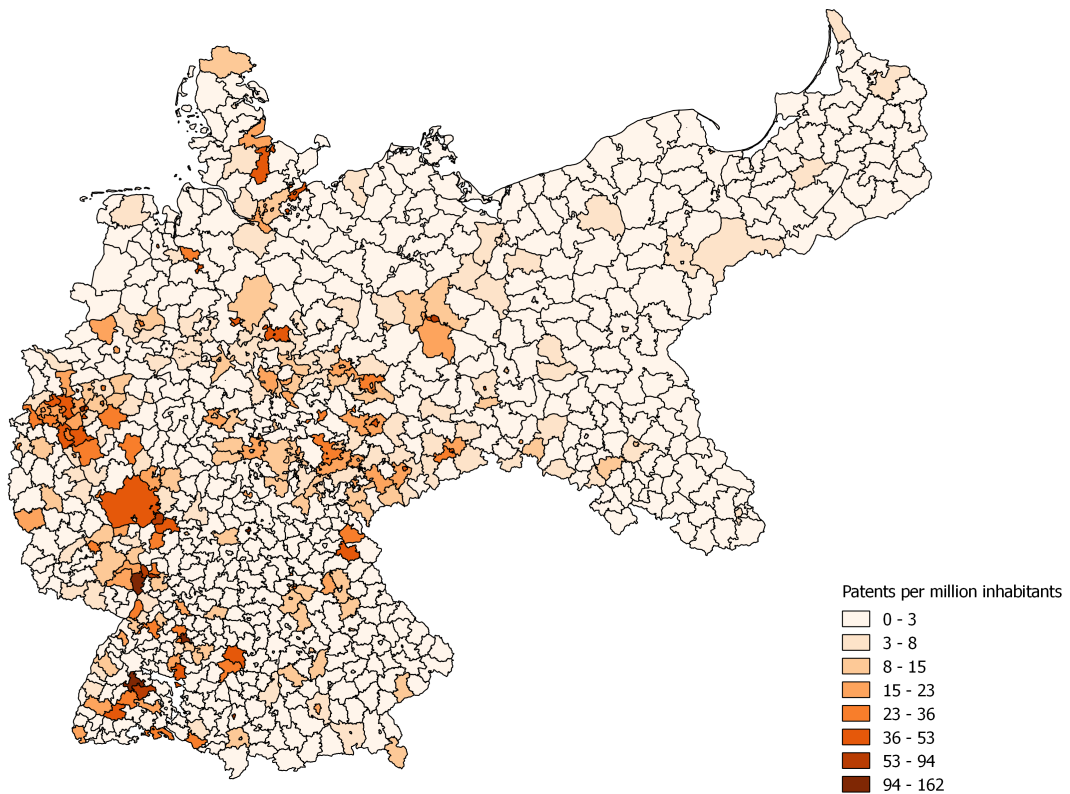 Patents per million inhabitants
0 - 3
3 - 8
8 - 15
15 - 23
23 - 36
36 - 53
53 - 94
94 - 162